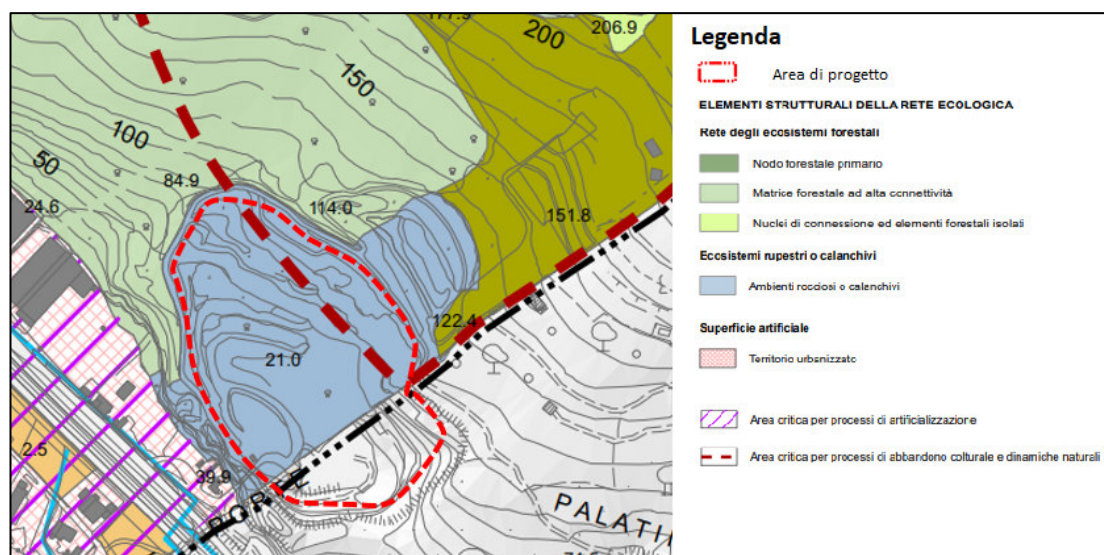 177.9
200
206.9
150
100
50
84.9
24.6
114.0
151.8
122.4
21.0
2.5
39.9
PALATI
Legenda
Area di progetto
ELEMENTI STRUTTURALI DELLA RETE ECOLOGICA
Rete degli ecosistemi forestali
Nodo forestale primario
Matrice forestale ad alta connettività
Nuclei di connessione ed elementi forestali isolati
Ecosistemi rupestri o calanchivi
Ambienti rocciosi o calanchivi
Superficie artificiale
Territorio urbanizzato
Area critica per processi di artificializzazione
Area critica per processi di abbandono colturale e dinamiche naturali